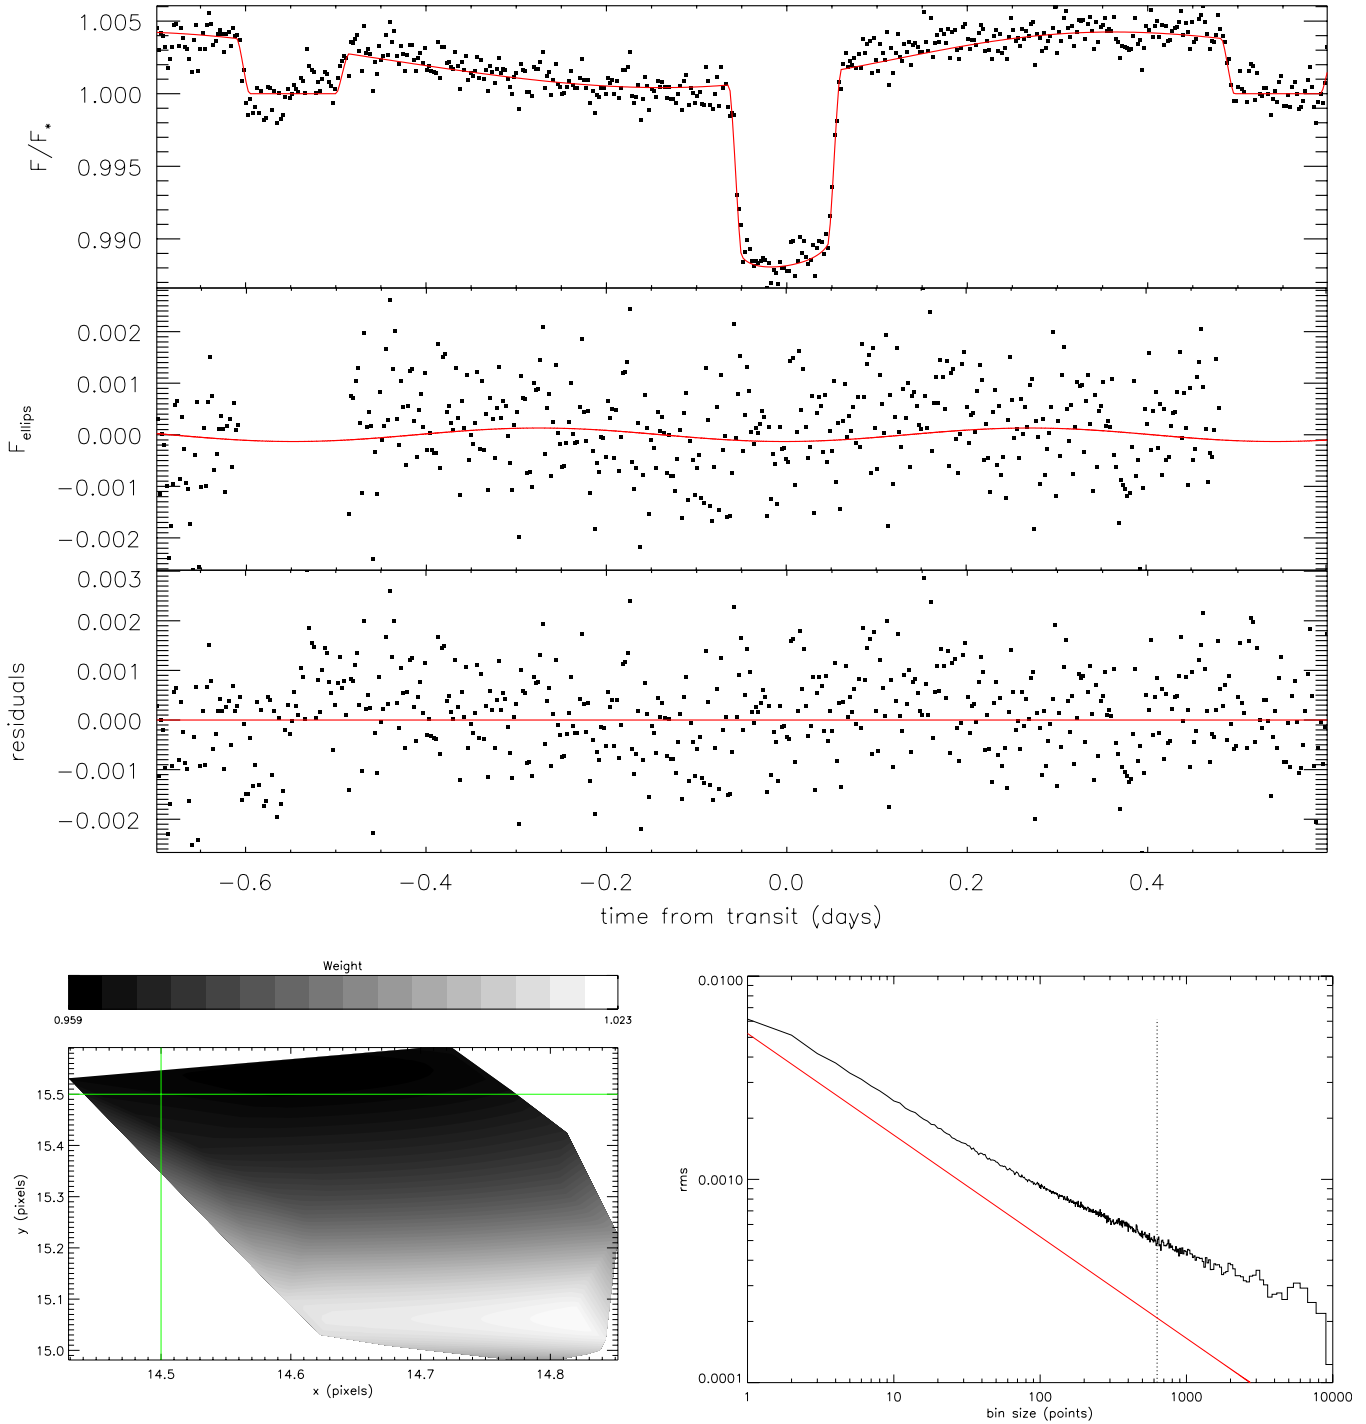 1.005
1.000
0.995
0.990
F/F*
0.002
0.001
0.000
−0.001
−0.002
Fellips
0.003
0.002
0.001
0.000
−0.001
−0.002
residuals
−0.6 −0.4 −0.2 0.0 0.2 0.4
time from transit (days)
Weight
0.959 1.023
15.5
15.4
15.3
15.2
15.1
15.0
y (pixels)
14.5 14.6 14.7 14.8
x (pixels)
0.0100
0.0010
0.0001
rms
1 10 100 1000 10000
bin size (points)